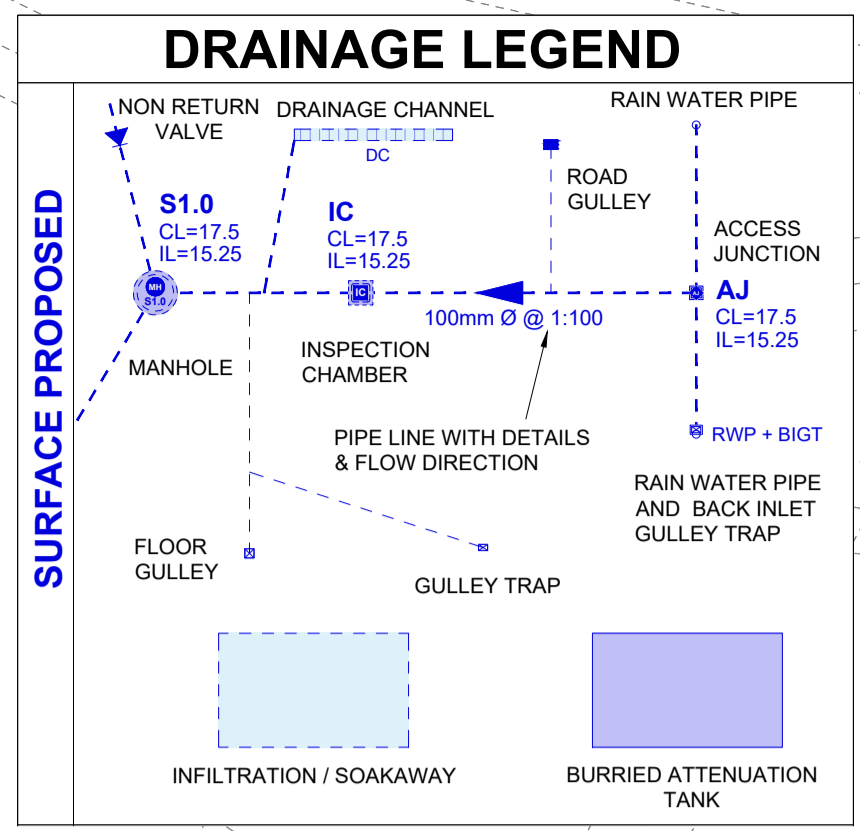 DRAINAGE LEGEND
SURFACE PROPOSED
NON RETURN
VALVE
DRAINAGE CHANNEL
DC
RAIN WATER PIPE
ROAD
GULLEY
S1.0
CL=17.5
IL=15.25
IC
CL=17.5
IL=15.25
ACCESS
JUNCTION
MH
S1.0
IC
AJ
CL=17.5
IL=15.25
100mm Ø @ 1:100
MANHOLE
INSPECTION
CHAMBER
PIPE LINE WITH DETAILS
& FLOW DIRECTION
RWP + BIGT
RAIN WATER PIPE
AND BACK INLET
GULLEY TRAP
FLOOR
GULLEY
GULLEY TRAP
INFILTRATION / SOAKAWAY
BURRIED ATTENUATION
TANK